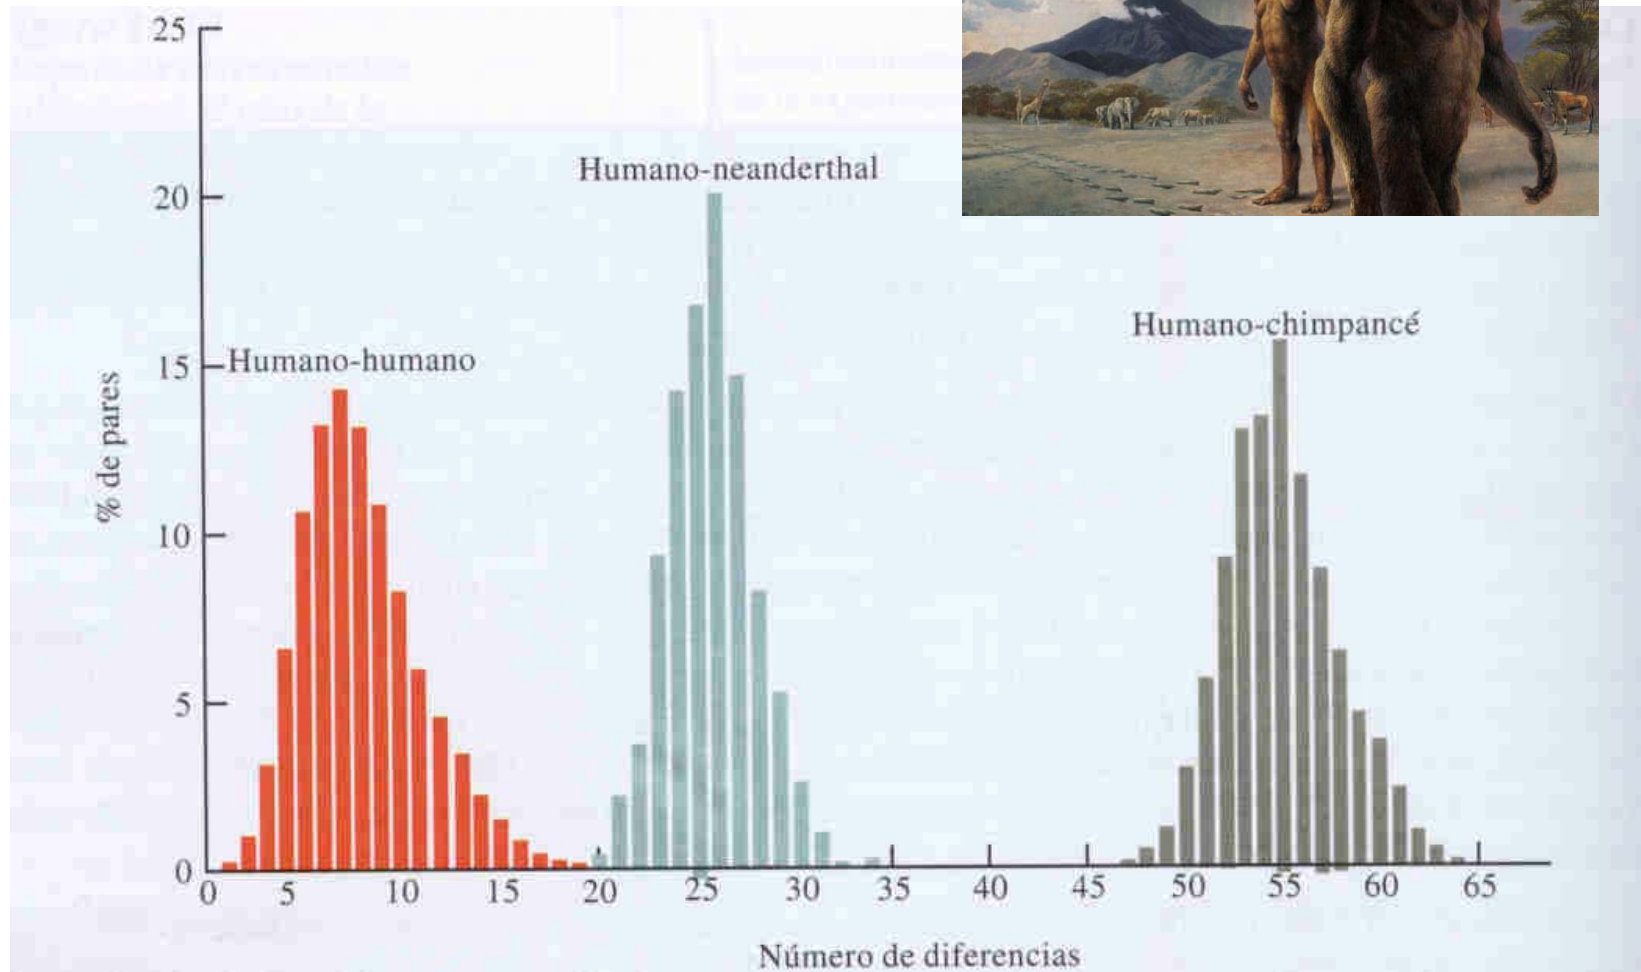 25
20
15
10
5
0
% de pares
Humano-humano
Humano-neanderthal
Humano-chimpancé
0 5 10 15 20 25 30 35 40 45 50 55 60 65
Número de diferencias